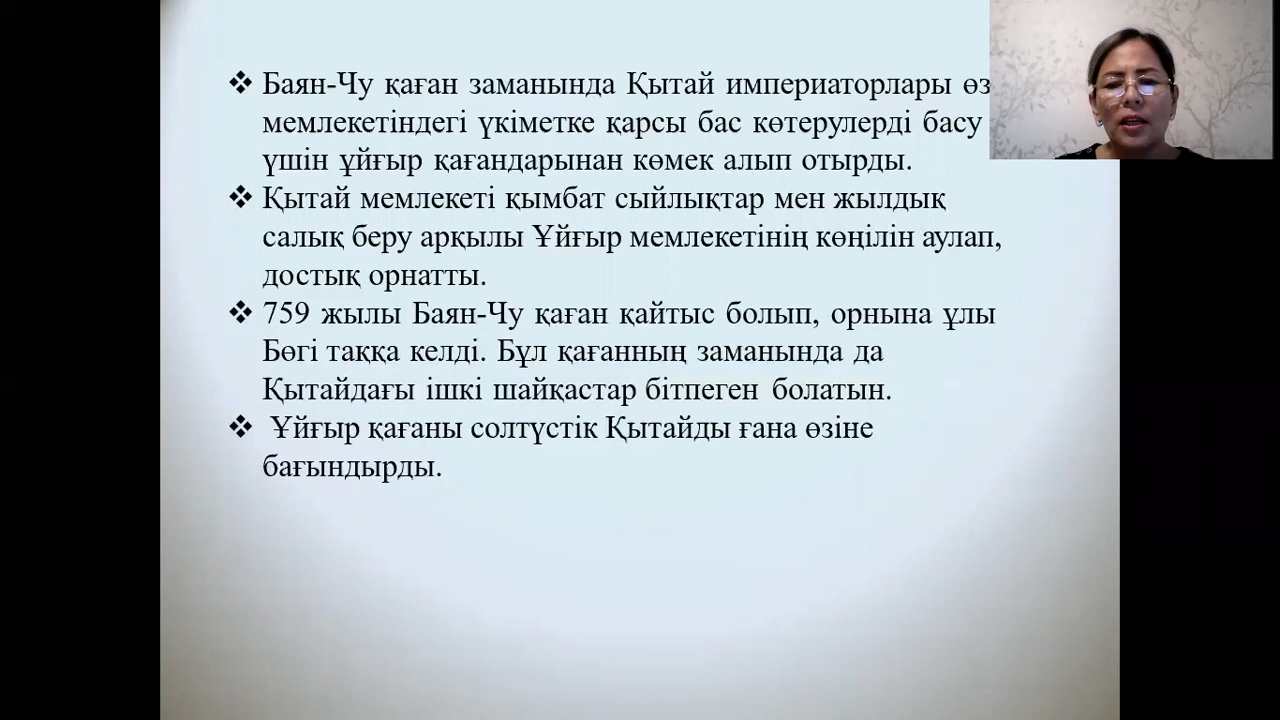 ❖ Баян-Чу қаған заманында Қытай империаторлары өз
мемлекетіндегі үкіметке қарсы бас көтерулерді басу
үшін ұйғыр қағандарынан көмек алып отырды.
❖ Қытай мемлекеті қымбат сыйлықтар мен жылдық
салық беру арқылы Ұйғыр мемлекетінің көңілін аулап,
достық орнатты.
❖ 759 жылы Баян-Чу қаған қайтыс болып, орнына ұлы
Бөгі таққа келді. Бұл қағанның заманында да
Қытайдағы ішкі шайқастар бітпеген болатын.
❖ Ұйғыр қағаны солтүстік Қытайды ғана өзіне
бағындырды.